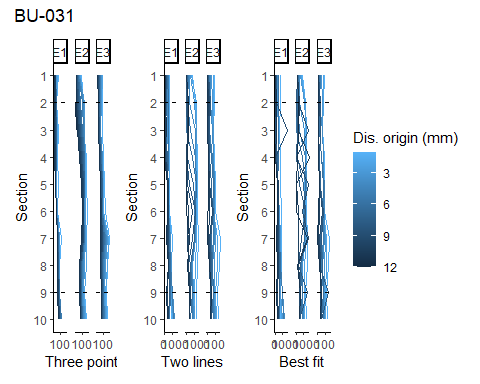 BU-031
E1 E2 E3 E1 E2 E3 E1 E2 E3
1 1 1
2 2 2
3 3 3
4 4 4
5 5 5
6 6 6
7 7 7
8 8 8
9 9 9
10 10 10
Section Section Section
Dis. origin (mm)
3
6
9
12
Three point Two lines Best fit